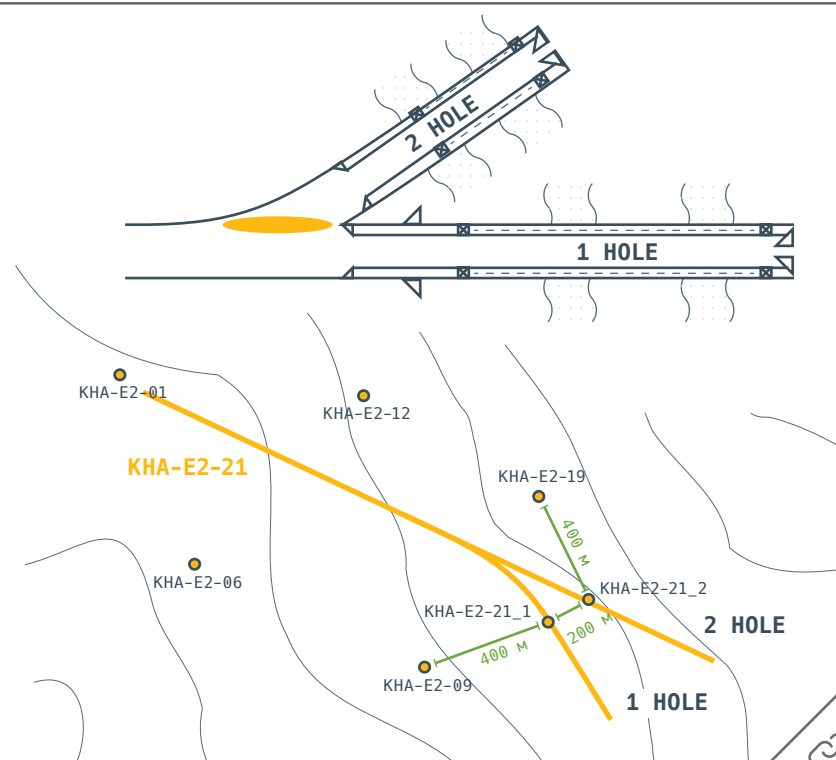 2 HOLE
1 HOLE
KHA-E2-01
KHA-E2-12
KHA-E2-21
KHA-E2-19
400 м
KHA-E2-06
KHA-E2-21_2
KHA-E2-21_1
200 м
2 HOLE
400 м
KHA-E2-09
1 HOLE